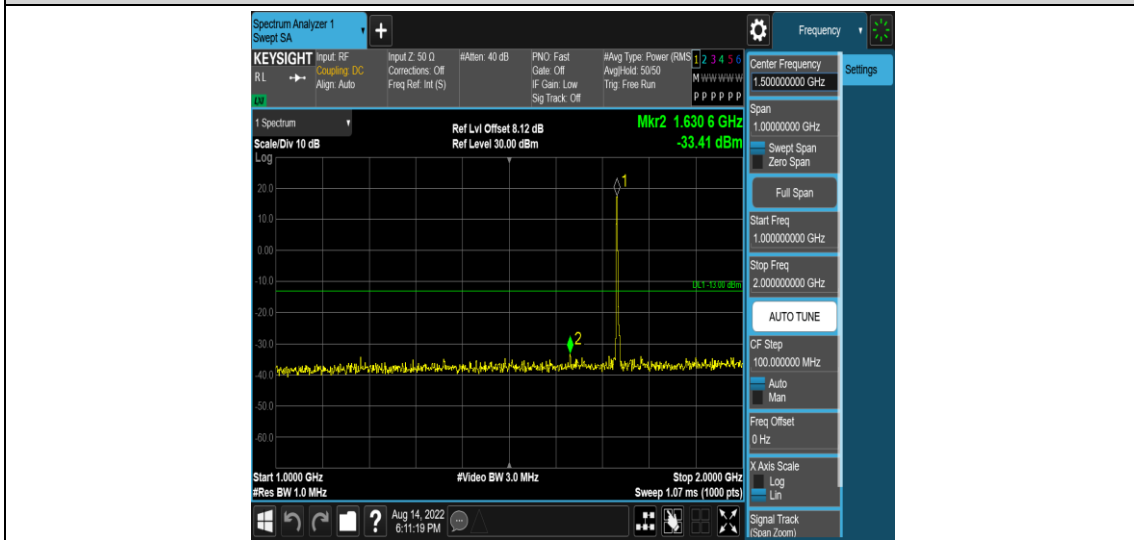 Spectrum Analyzer 1
Swept SA
Frequency
KEYSIGHT
RL
Input: RF
Coupling: DC
Align: Auto
Input Z: 50 Ω
Corrections: Off
Freq Ref: Int (S)
#Atten: 40 dB
PNO: Fast
Gate: Off
IF Gain: Low
Sig Track: Off
#Avg Type: Power (RMS
Avg|Hold: 50/50
Trig: Free Run
1 2 3 4 5 6
M W W W W W
P P P P P P
1 Spectrum
Scale/Div 10 dB
Ref Lvl Offset 8.12 dB
Ref Level 30.00 dBm
Mkr2 1.630 6 GHz
-33.41 dBm
Log
20.0
10.0
0.00
-10.0
-20.0
-30.0
-40.0
-50.0
-60.0
1
DL1 -13.00 dBm
2
Start 1.0000 GHz
#Res BW 1.0 MHz
#Video BW 3.0 MHz
Stop 2.0000 GHz
Sweep 1.07 ms (1000 pts)
Center Frequency
1.50000000 GHz
Settings
Span
1.00000000 GHz
Swept Span
Zero Span
Full Span
Start Freq
1.000000000 GHz
Stop Freq
2.000000000 GHz
AUTO TUNE
CF Step
100.000000 MHz
Auto
Man
Freq Offset
0 Hz
X Axis Scale
Log
Lin
Signal Track
(Span Zoom)
?
Aug 14, 2022
6:11:19 PM